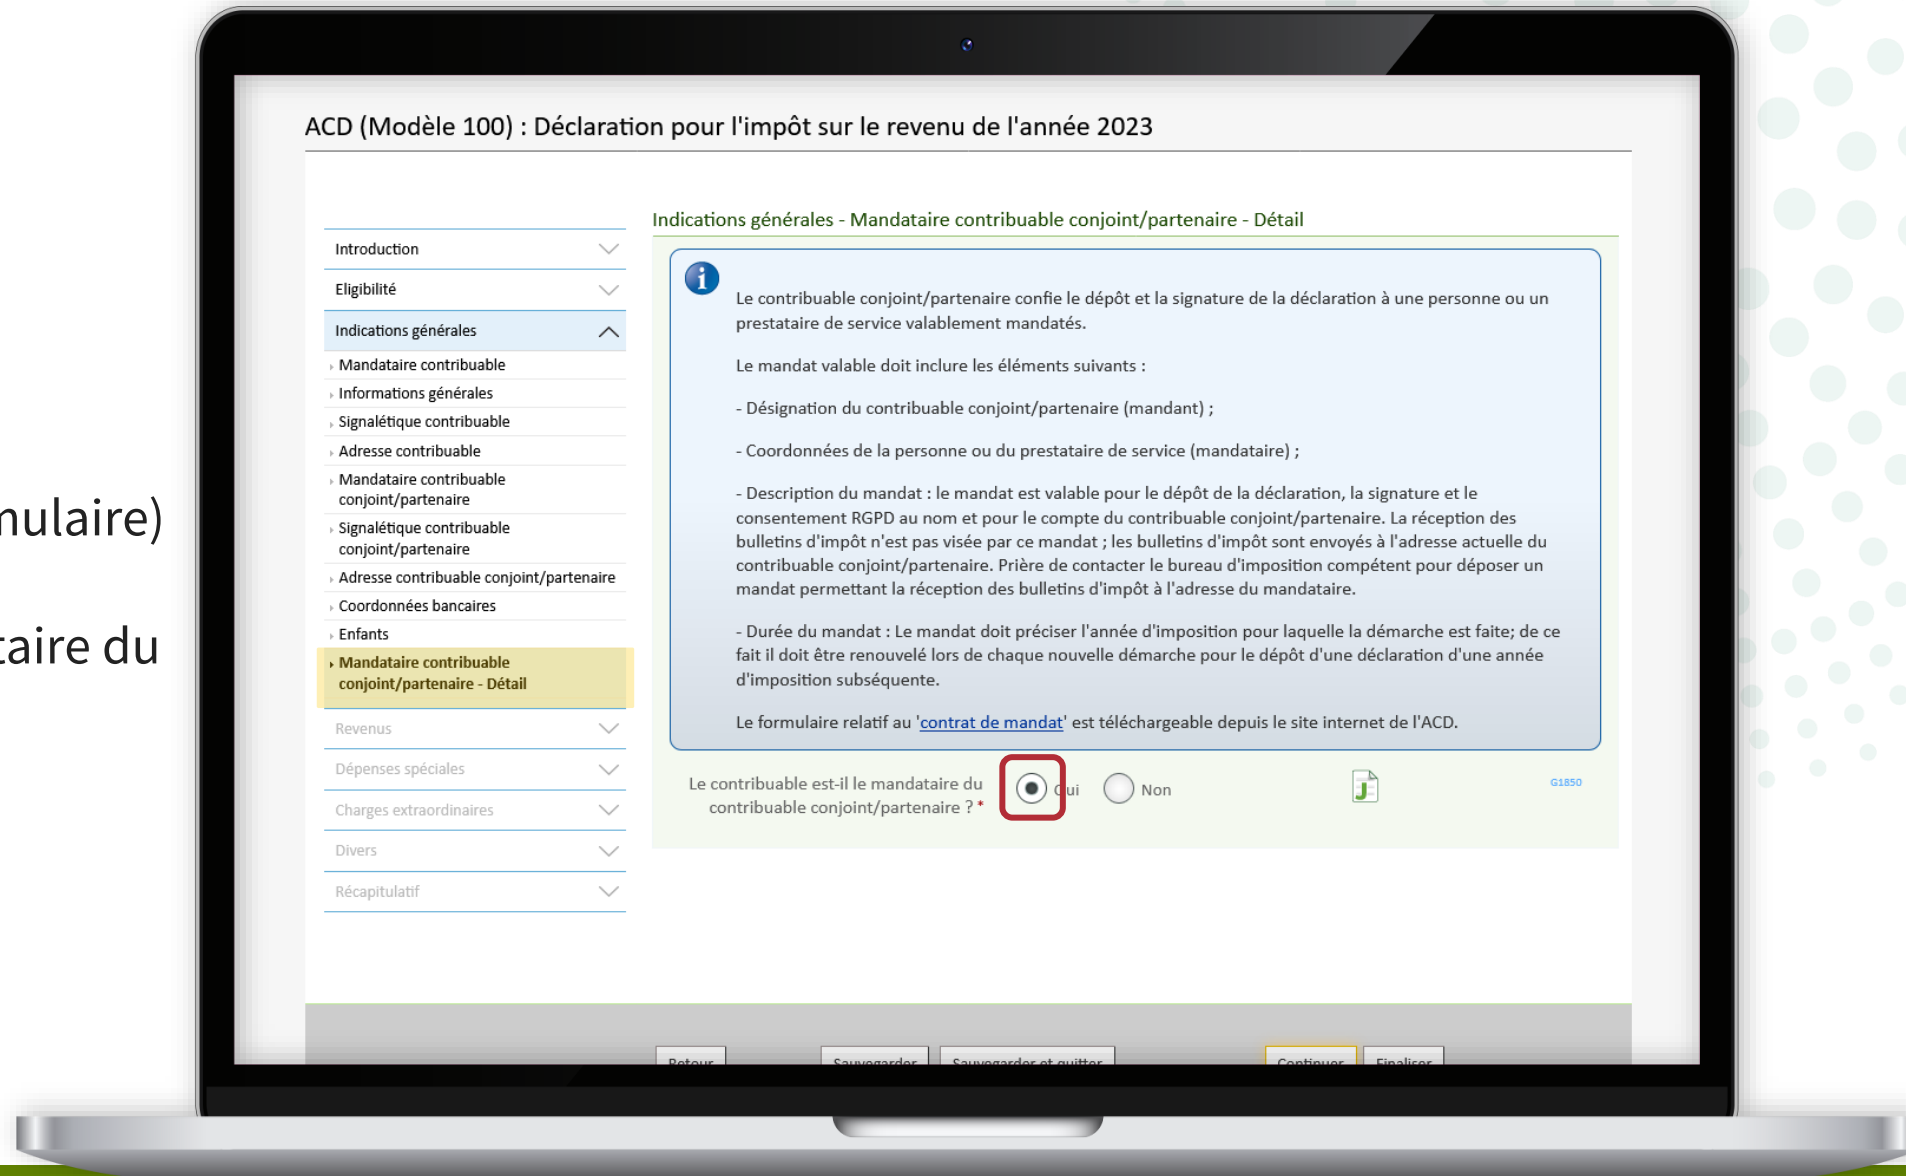 ACD (Modèle 100) : Déclaration pour l'impôt sur le revenu de l'année 2023
Introduction
Eligibilité
Indications générales
Mandataire contribuable
Informations générales
Signalétique contribuable
Adresse contribuable
Mandataire contribuable
conjoint/partenaire
Signalétique contribuable
conjoint/partenaire
Adresse contribuable conjoint/partenaire
Coordonnées bancaires
Enfants
Mandataire contribuable
conjoint/partenaire - Détail
Revenus
Dépenses spéciales
Charges extraordinaires
Divers
Récapitulatif
Indications générales - Mandataire contribuable conjoint/partenaire - Détail
Le contribuable conjoint/partenaire confie le dépôt et la signature de la déclaration à une personne ou un
prestataire de service valablement mandatés.
Le mandat valable doit inclure les éléments suivants :
- Désignation du contribuable conjoint/partenaire (mandant) ;
- Coordonnées de la personne ou du prestataire de service (mandataire) ;
- Description du mandat : le mandat est valable pour le dépôt de la déclaration, la signature et le
consentement RGPD au nom et pour le compte du contribuable conjoint/partenaire. La réception des
bulletins d'impôt n'est pas visée par ce mandat ; les bulletins d'impôt sont envoyés à l'adresse actuelle du
contribuable conjoint/partenaire. Prière de contacter le bureau d'imposition compétent pour déposer un
mandat permettant la réception des bulletins d'impôt à l'adresse du mandataire.
- Durée du mandat : Le mandat doit préciser l'année d'imposition pour laquelle la démarche est faite; de ce
fait il doit être renouvelé lors de chaque nouvelle démarche pour le dépôt d'une déclaration d'une année
d'imposition subséquente.
Le formulaire relatif au 'contrat de mandat' est téléchargeable depuis le site internet de l'ACD.
Le contribuable est-il le mandataire du
contribuable conjoint/partenaire ? *
Oui Non G1850
Retour Sauvegarder Sauvegarder et quitter Continuer Finaliser
mulaire)
taire du